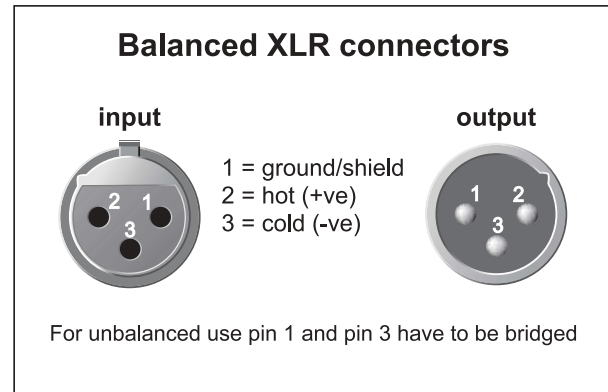 Balanced XLR connectors
input
output
1 = ground/shield
2 = hot (+ve)
3 = cold (-ve)
2 1
3
1 2
3
For unbalanced use pin 1 and pin 3 have to be bridged